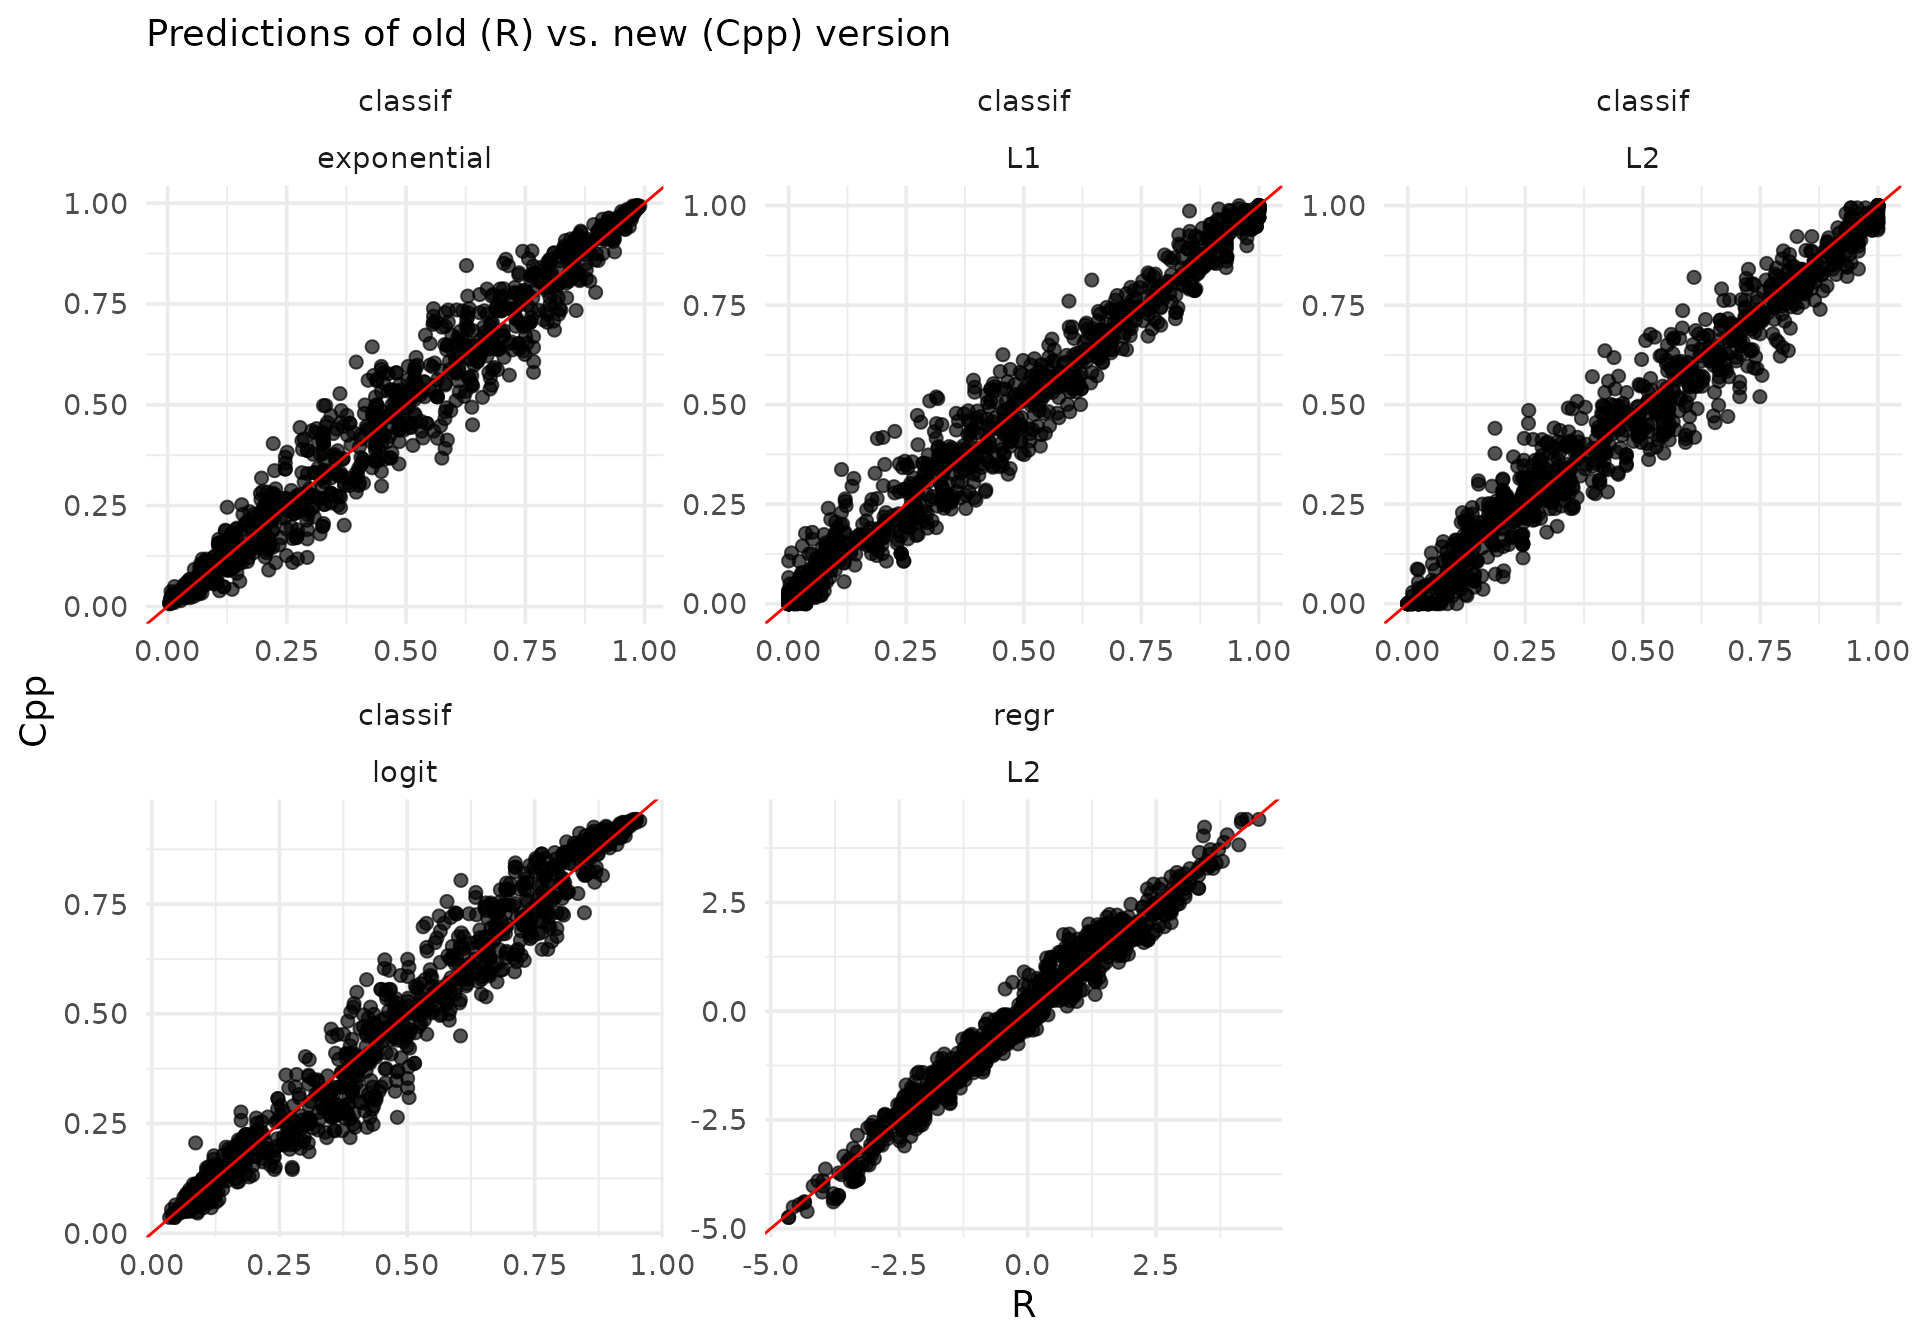 Predictions of old (R) vs. new (Cpp) version
classif classif classif
exponential L1 L2
1.00 1.00 1.00
0.75 0.75 0.75
0.50 0.50 0.50
0.25 0.25 0.25
0.00 0.00 0.00
0.00 0.25 0.50 0.75 1.00 0.00 0.25 0.50 0.75 1.00 0.00 0.25 0.50 0.75 1.00
Cpp
classif regr
logit L2
0.75 2.5
0.50 0.0
0.25 -2.5
0.00 -5.0
0.00 0.25 0.50 0.75 1.00 -5.0 -2.5 0.0 2.5
R